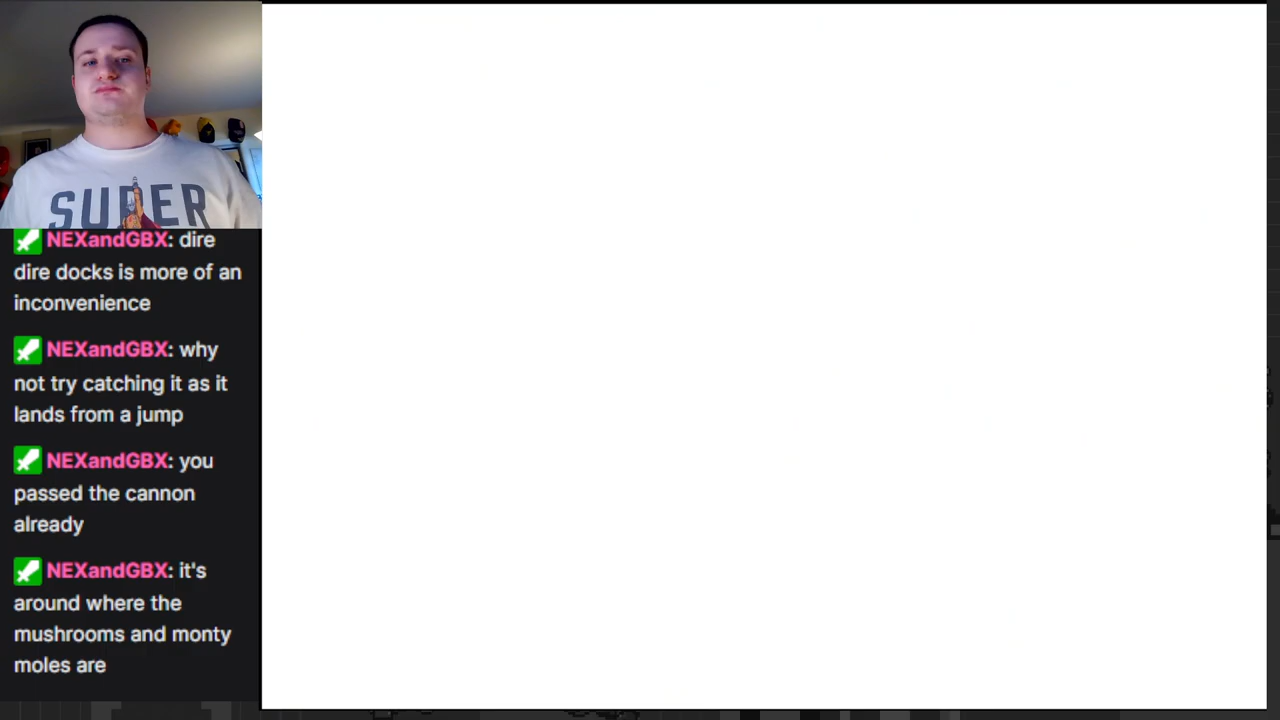 SUPER
NEXandGBX: dire
dire docks is more of an
inconvenience
NEXandGBX: why
not try catching it as it
lands from a jump
NEXandGBX: you
passed the cannon
already
NEXandGBX: it's
around where the
mushrooms and monty
moles are